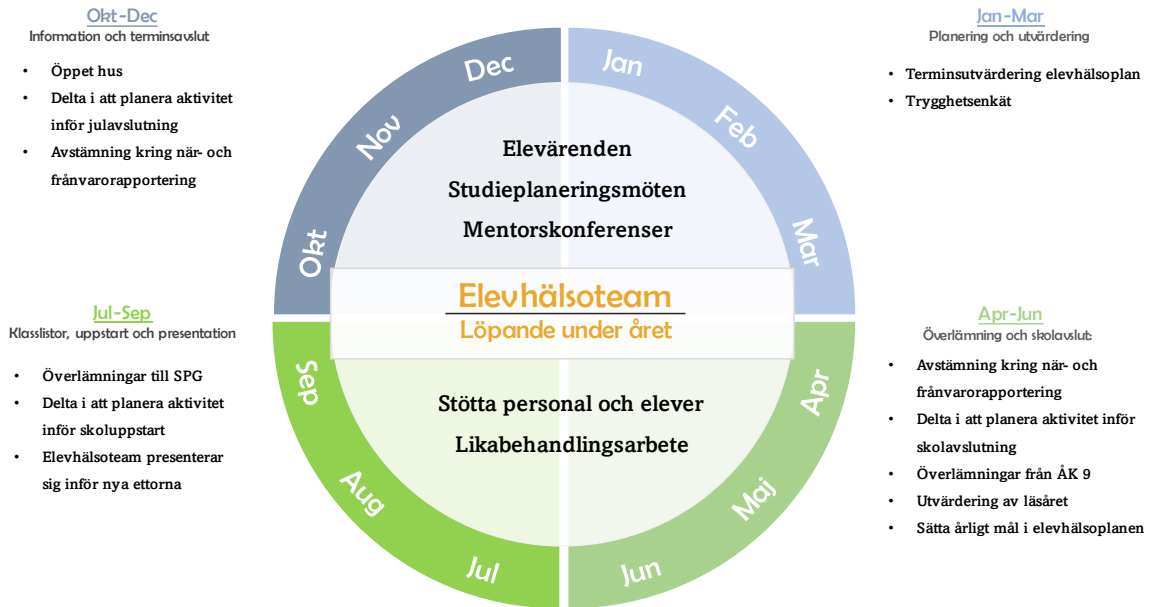 Okt-Dec
Information och terminsavslut
• Öppet hus
• Delta i att planera aktivitet
inför julavslutning
• Avstämning kring när- och
frånvarorapportering
Jan-Mar
Planering och utvärdering
• Terminsutvärdering elevhälsoplan
• Trygghetsenkät
Dec
Jan
Nov
Feb
Okt
Mar
Elevärenden
Studieplaneringsmöten
Mentorskonferenser
Elevhälsoteam
Löpande under året
Stötta personal och elever
Likabehandlingsarbete
Sep
Apr
Aug
Maj
Jul
Jun
Jul-Sep
Klasslistor, uppstart och presentation
• Överlämningar till SPG
• Delta i att planera aktivitet
inför skoluppstart
• Elevhälsoteam presenterar
sig inför nya ettorna
Apr-Jun
Överlämning och skolavslut:
• Avstämning kring när- och
frånvarorapportering
• Delta i att planera aktivitet inför
skolavslutning
• Överlämningar från ÅK 9
• Utvärdering av läsåret
• Sätta årligt mål i elevhälsoplanen